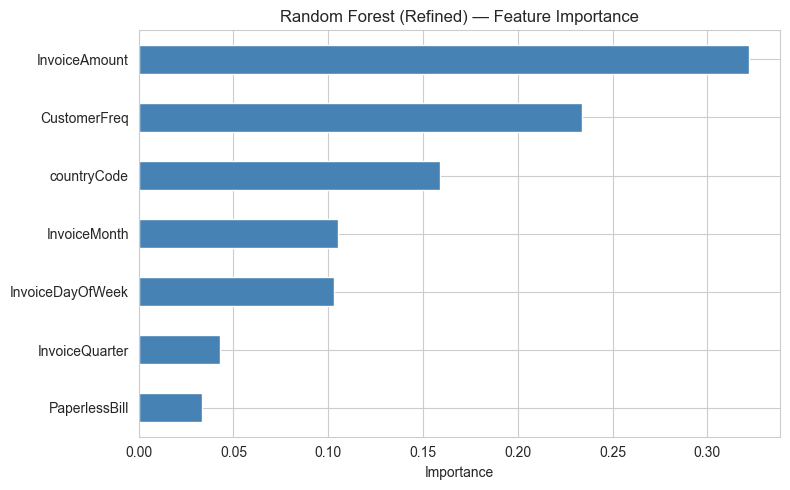 Random Forest (Refined) — Feature Importance
InvoiceAmount
CustomerFreq
countryCode
InvoiceMonth
InvoiceDayOfWeek
InvoiceQuarter
PaperlessBill
0.00 0.05 0.10 0.15 0.20 0.25 0.30
Importance